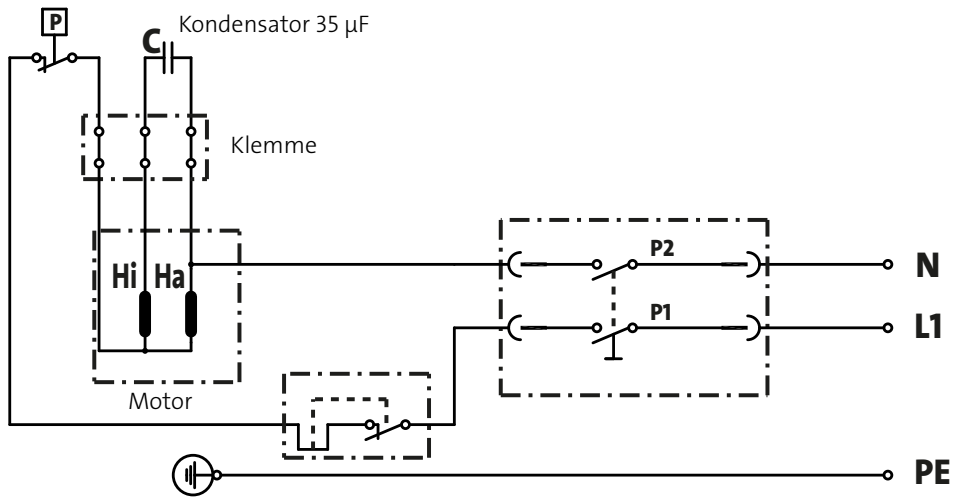 P
C
Kondensator 35 µF
Klemme
Hi Ha
P2
N
P1
L1
Motor
PE